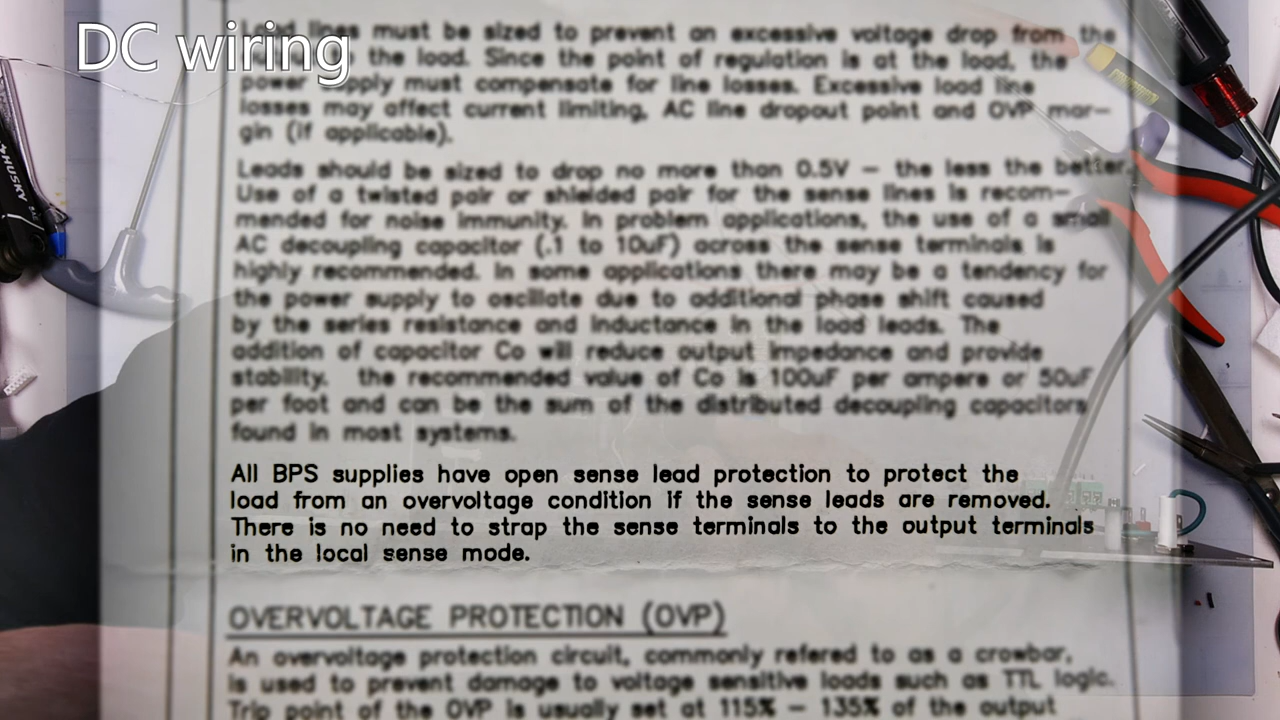 DC wiring
Load lines must be sized to prevent an excessive voltage drop from the
the load. Since the point of regulation is at the load, the
power supply must compensate for line losses. Excessive load line
losses may affect current limiting, AC line dropout point and OVP mar-
gin (if applicable).
Leads should be sized to drop no more than 0.5V - the less the better.
Use of a twisted pair or shielded pair for the sense lines is recom-
mended for noise immunity. In problem applications, the use of a small
AC decoupling capacitor (.1 to 10uF) across the sense terminals is
highly recommended. In some applications there may be a tendency for
the power supply to oscillate due to additional phase shift caused
by the series resistance and inductance in the load leads. The
addition of capacitor Co will reduce output impedance and provide
stability. the recommended value of Co is 100uF per ampere or 50uF
per foot and can be the sum of the distributed decoupling capacitors
found in most systems.
All BPS supplies have open sense lead protection to protect the
load from an overvoltage condition if the sense leads are removed.
There is no need to strap the sense terminals to the output terminals
in the local sense mode.
OVERVOLTAGE PROTECTION (OVP)
An overvoltage protection circuit, commonly refered to as a crowbar,
is used to prevent damage to voltage sensitive loads such as TTL logic.
Trip point of the OVP is usually set at 115% - 135% of the output
HUSKY